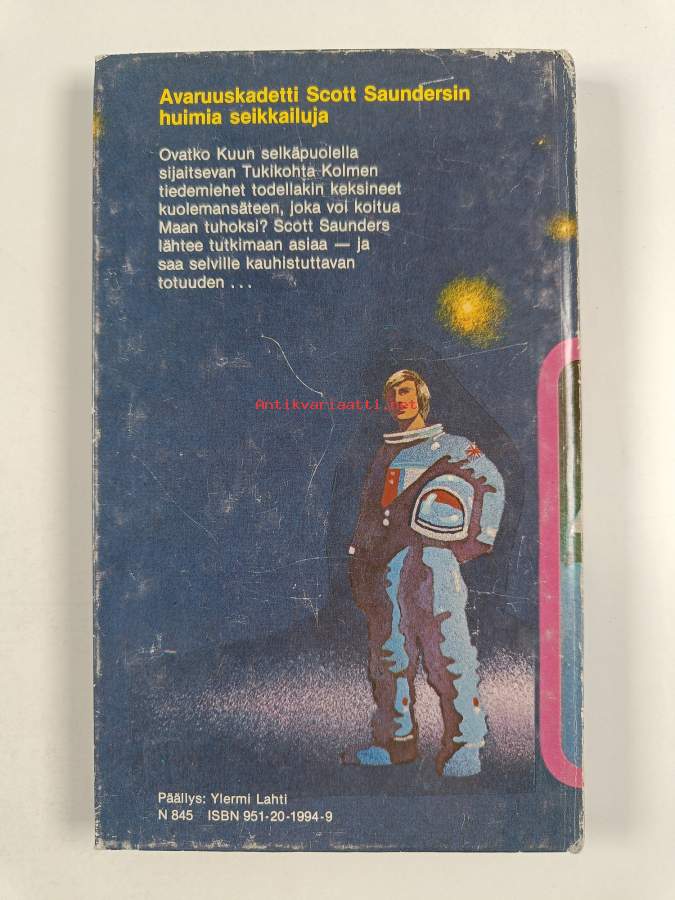 Avaruuskadetti Scott Saundersin
huimia seikkailuja
Ovatko Kuun selkäpuolella
sijaitsevan Tukikohta Kolmen
tiedemiehet todellakin keksineet
kuolemansäteen, joka voi koitua
Maan tuhoksi? Scott Saunders
lähtee tutkimaan asiaa — ja
saa selville kauhistuttavan
totuuden ...
Antikvariaatti.net
Päällys: Ylermi Lahti
N 845 ISBN 951-20-1994-9